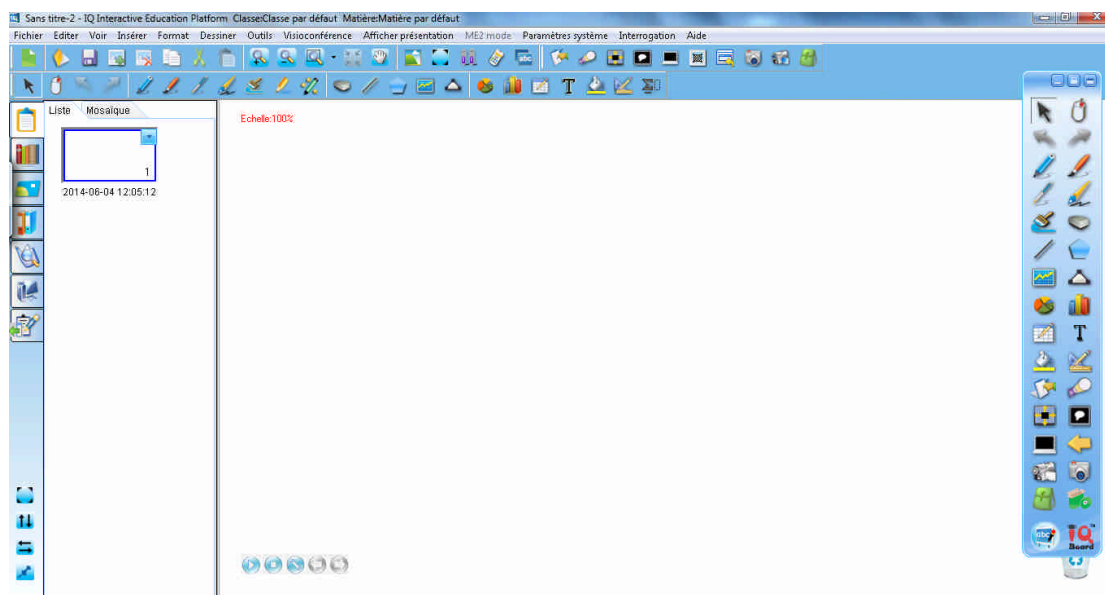 Sans titre-2 - IQ Interactive Education Platform Classe:Classe par défaut Matière:Matière par défaut
Fichier Editer Voir Insérer Format Dessiner Outils Visioconférence Afficher présentation ME2 mode Paramètres système Interrogation Aide
abc
T
Liste Mosaïque
Echelle:100%
1
2014-06-04 12:05:12
T
abc
IQ
Board